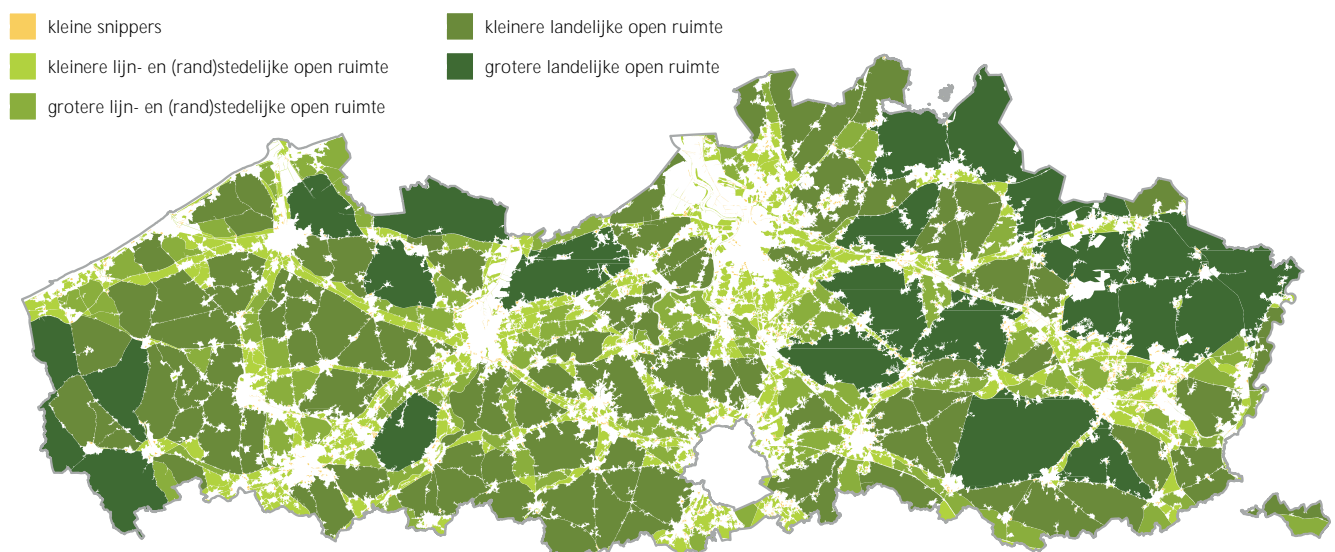 kleine snippers
kleinere lijn- en (rand)stedelijke open ruimte
grotere lijn- en (rand)stedelijke open ruimte
kleinere landelijke open ruimte
grotere landelijke open ruimte